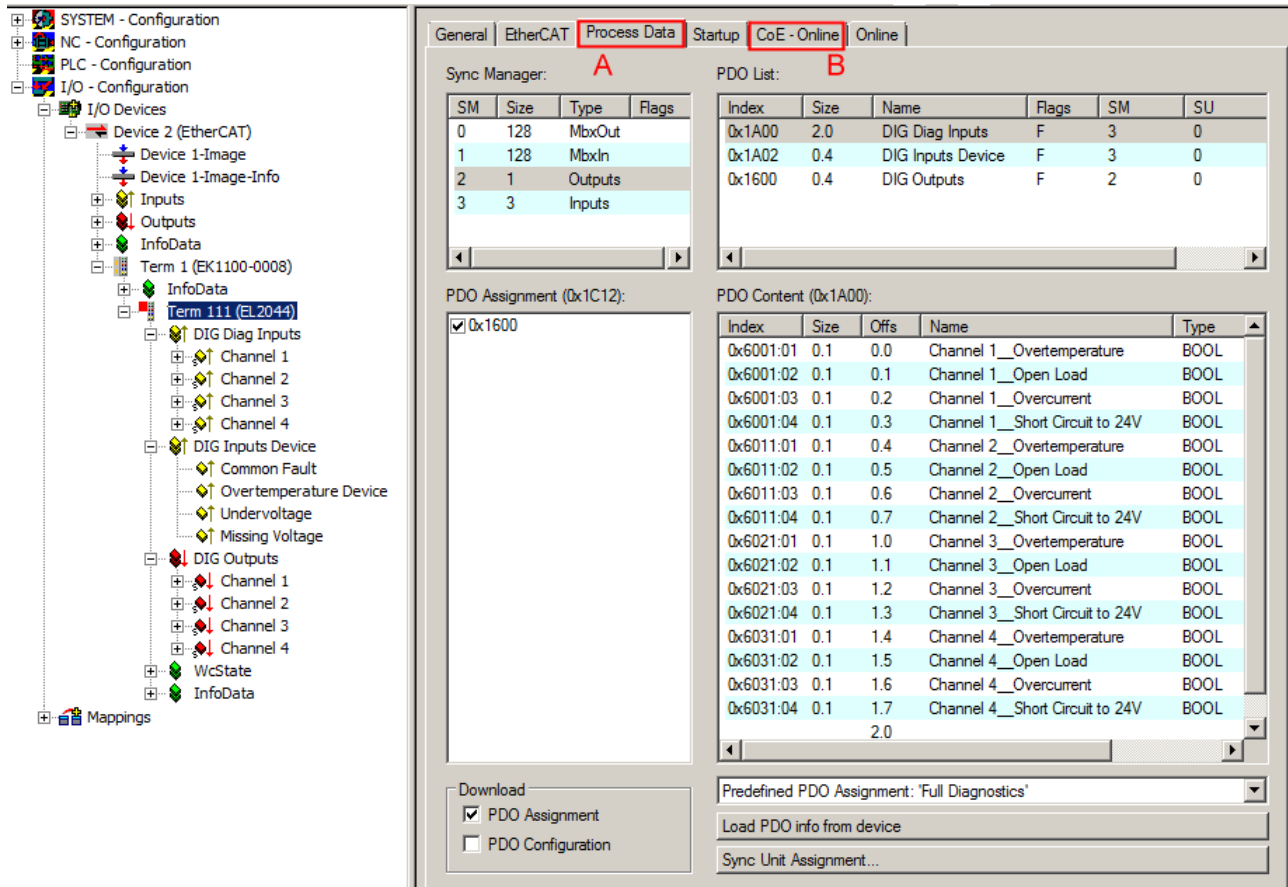 SYSTEM - Configuration
NC - Configuration
PLC - Configuration
I/O - Configuration
I/O Devices
Device 2 (EtherCAT)
Device 1-Image
Device 1-Image-Info
Inputs
Outputs
InfoData
Term 1 (EK1100-0008)
InfoData
Term 111 (EL2044)
DIG Diag Inputs
Channel 1
Channel 2
Channel 3
Channel 4
DIG Inputs Device
Common Fault
Overtemperature Device
Undervoltage
Missing Voltage
DIG Outputs
Channel 1
Channel 2
Channel 3
Channel 4
WcState
InfoData
Mappings
General EtherCAT Process Data Startup CoE - Online Online
A B
Sync Manager:
SM Size Type Flags
0 128 MbxOut
1 128 MbxIn
2 1 Outputs
3 3 Inputs
PDO List:
Index Size Name Flags SM SU
0x1A00 2.0 DIG Diag Inputs F 3 0
0x1A02 0.4 DIG Inputs Device F 3 0
0x1600 0.4 DIG Outputs F 2 0
PDO Assignment (0x1C12):
0x1600
PDO Content (0x1A00):
Index Size Offs Name Type
0x6001:01 0.1 0.0 Channel 1__Overtemperature BOOL
0x6001:02 0.1 0.1 Channel 1__Open Load BOOL
0x6001:03 0.1 0.2 Channel 1__Overcurrent BOOL
0x6001:04 0.1 0.3 Channel 1__Short Circuit to 24V BOOL
0x6011:01 0.1 0.4 Channel 2__Overtemperature BOOL
0x6011:02 0.1 0.5 Channel 2__Open Load BOOL
0x6011:03 0.1 0.6 Channel 2__Overcurrent BOOL
0x6011:04 0.1 0.7 Channel 2__Short Circuit to 24V BOOL
0x6021:01 0.1 1.0 Channel 3__Overtemperature BOOL
0x6021:02 0.1 1.1 Channel 3__Open Load BOOL
0x6021:03 0.1 1.2 Channel 3__Overcurrent BOOL
0x6021:04 0.1 1.3 Channel 3__Short Circuit to 24V BOOL
0x6031:01 0.1 1.4 Channel 4__Overtemperature BOOL
0x6031:02 0.1 1.5 Channel 4__Open Load BOOL
0x6031:03 0.1 1.6 Channel 4__Overcurrent BOOL
0x6031:04 0.1 1.7 Channel 4__Short Circuit to 24V BOOL
2.0
Download
PDO Assignment
PDO Configuration
Predefined PDO Assignment: 'Full Diagnostics'
Load PDO info from device
Sync Unit Assignment...